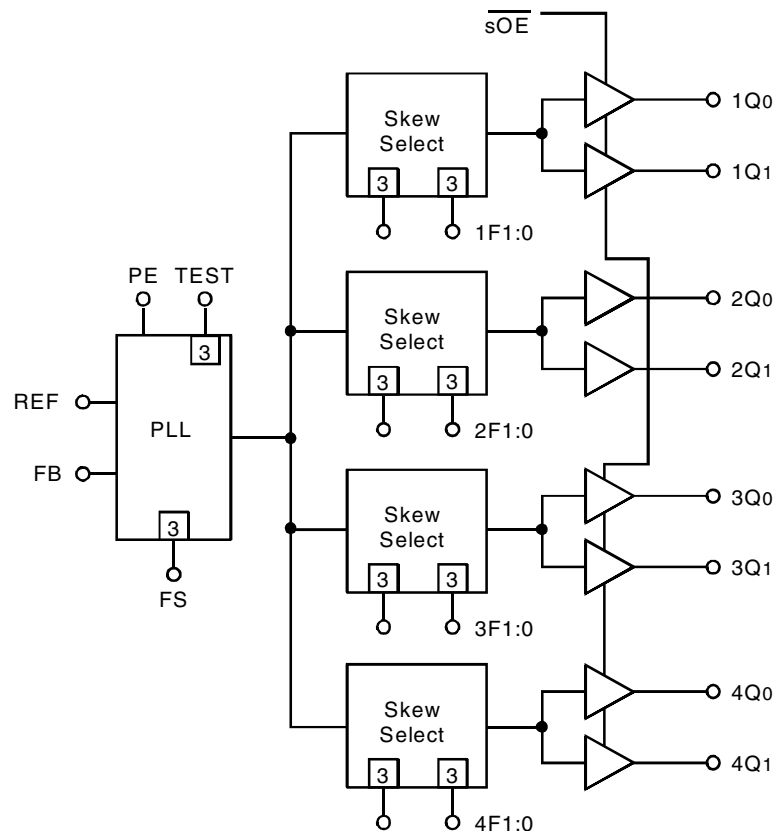 sOE
Skew
Select
3 3
1F1:0
1Q0
1Q1
PE TEST
3
REF
PLL
FB
3
FS
Skew
Select
3 3
2F1:0
2Q0
2Q1
Skew
Select
3 3
3F1:0
3Q0
3Q1
Skew
Select
3 3
4F1:0
4Q0
4Q1